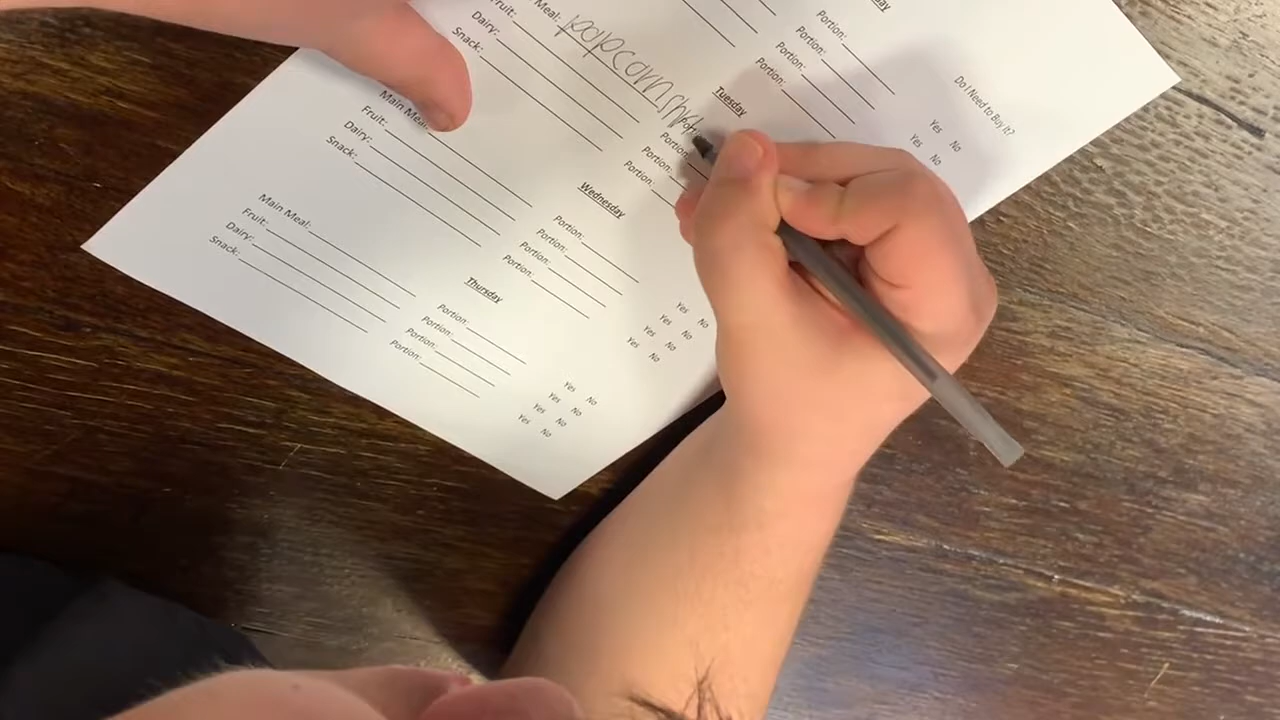 Do I Need to Buy It?
Portion:
Portion:
Portion:
Yes No
Yes No
Tuesday
Meal: popcorn
Fruit:
Dairy:
Snack:
Portion:
Portion:
Portion:
Wednesday
Main Meal:
Fruit:
Dairy:
Snack:
Portion:
Portion:
Portion:
Portion:
Yes No
Yes No
Yes No
Yes No
Thursday
Main Meal:
Fruit:
Dairy:
Snack:
Portion:
Portion:
Portion:
Portion:
Yes No
Yes No
Yes No
Yes No